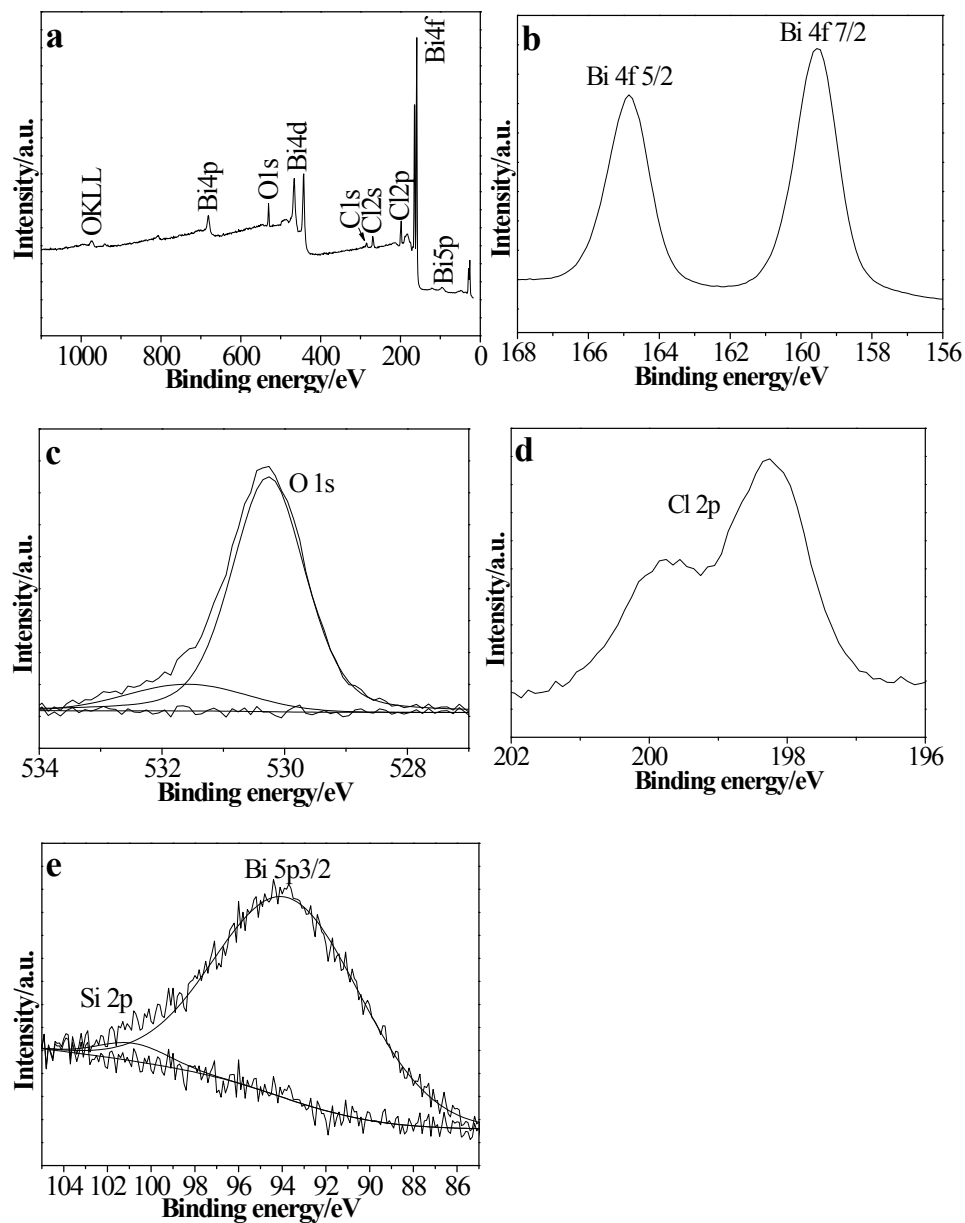 a
Intensity/a.u.
OKLL
Bi4p
O1s
Bi4d
C1s
Cl2s
Cl2p
Bi4f
Bi5p
1000 800 600 400 200 0
Binding energy/eV
b
Intensity/a.u.
Bi 4f 5/2
Bi 4f 7/2
168 166 164 162 160 158 156
Binding energy/eV
c
Intensity/a.u.
O 1s
534 532 530 528
Binding energy/eV
d
Intensity/a.u.
Cl 2p
202 200 198 196
Binding energy/eV
e
Intensity/a.u.
Bi 5p3/2
Si 2p
104 102 100 98 96 94 92 90 88 86
Binding energy/eV